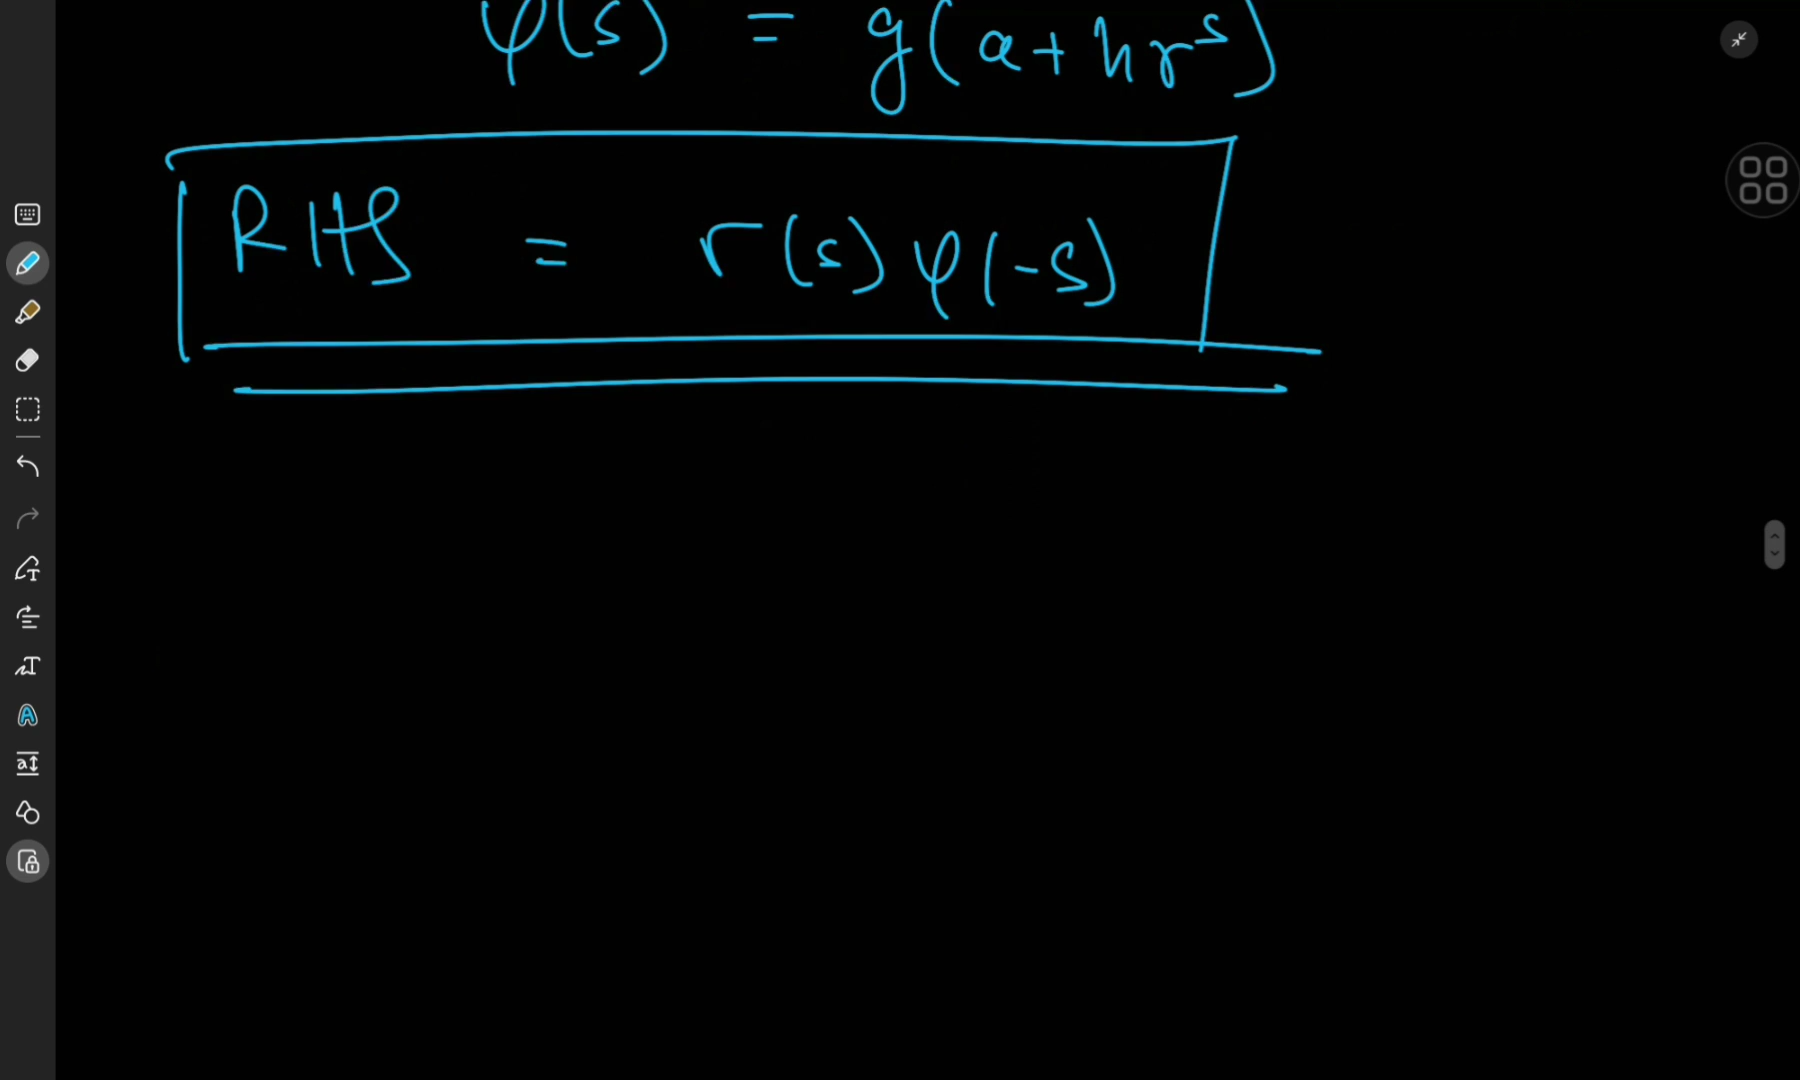 φ(s) = g(a+hr^s)
RHS = Γ(s) φ(-s)